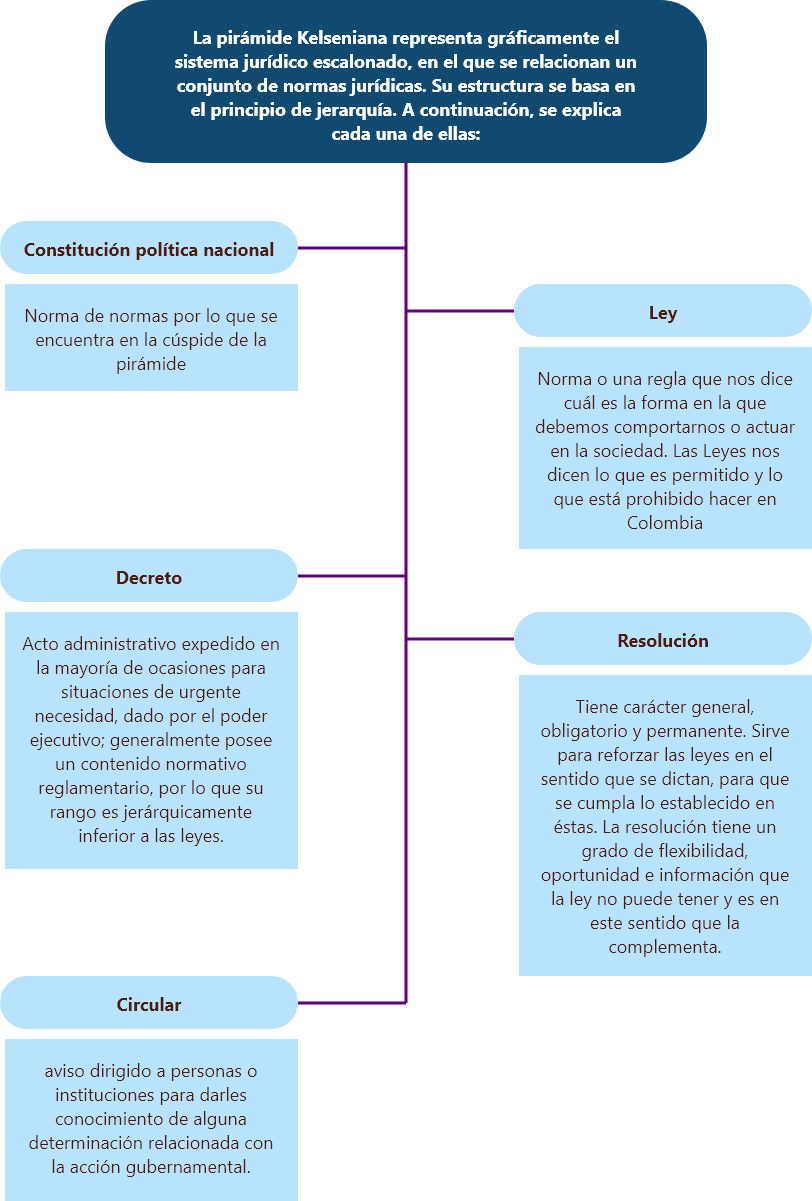 La pirámide Kelseniana representa gráficamente el
sistema jurídico escalonado, en el que se relacionan un
conjunto de normas jurídicas. Su estructura se basa en
el principio de jerarquía. A continuación, se explica
cada una de ellas:
Constitución política nacional
Norma de normas por lo que se
encuentra en la cúspide de la
pirámide
Ley
Norma o una regla que nos dice
cuál es la forma en la que
debemos comportarnos o actuar
en la sociedad. Las Leyes nos
dicen lo que es permitido y lo
que está prohibido hacer en
Colombia
Decreto
Acto administrativo expedido en
la mayoría de ocasiones para
situaciones de urgente
necesidad, dado por el poder
ejecutivo; generalmente posee
un contenido normativo
reglamentario, por lo que su
rango es jerárquicamente
inferior a las leyes.
Resolución
Tiene carácter general,
obligatorio y permanente. Sirve
para reforzar las leyes en el
sentido que se dictan, para que
se cumpla lo establecido en
éstas. La resolución tiene un
grado de flexibilidad,
oportunidad e información que
la ley no puede tener y es en
este sentido que la
complementa.
Circular
aviso dirigido a personas o
instituciones para darles
conocimiento de alguna
determinación relacionada con
la acción gubernamental.